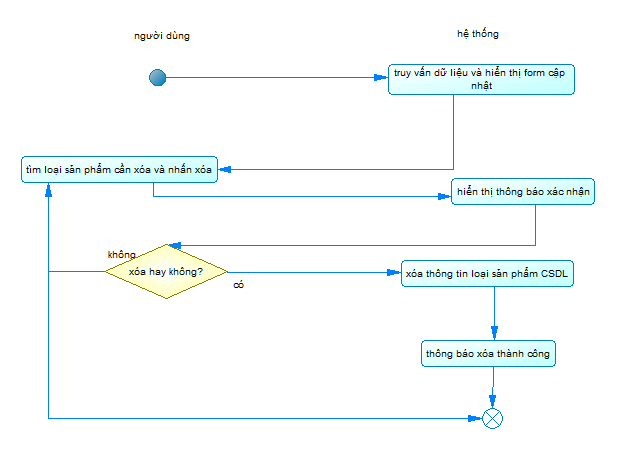 người dùng
hệ thống
truy vấn dữ liệu và hiển thị form cập
nhật
tìm loại sản phẩm cần xóa và nhấn xóa
hiển thị thông báo xác nhận
không
xóa hay không?
có
xóa thông tin loại sản phẩm CSDL
thông báo xóa thành công